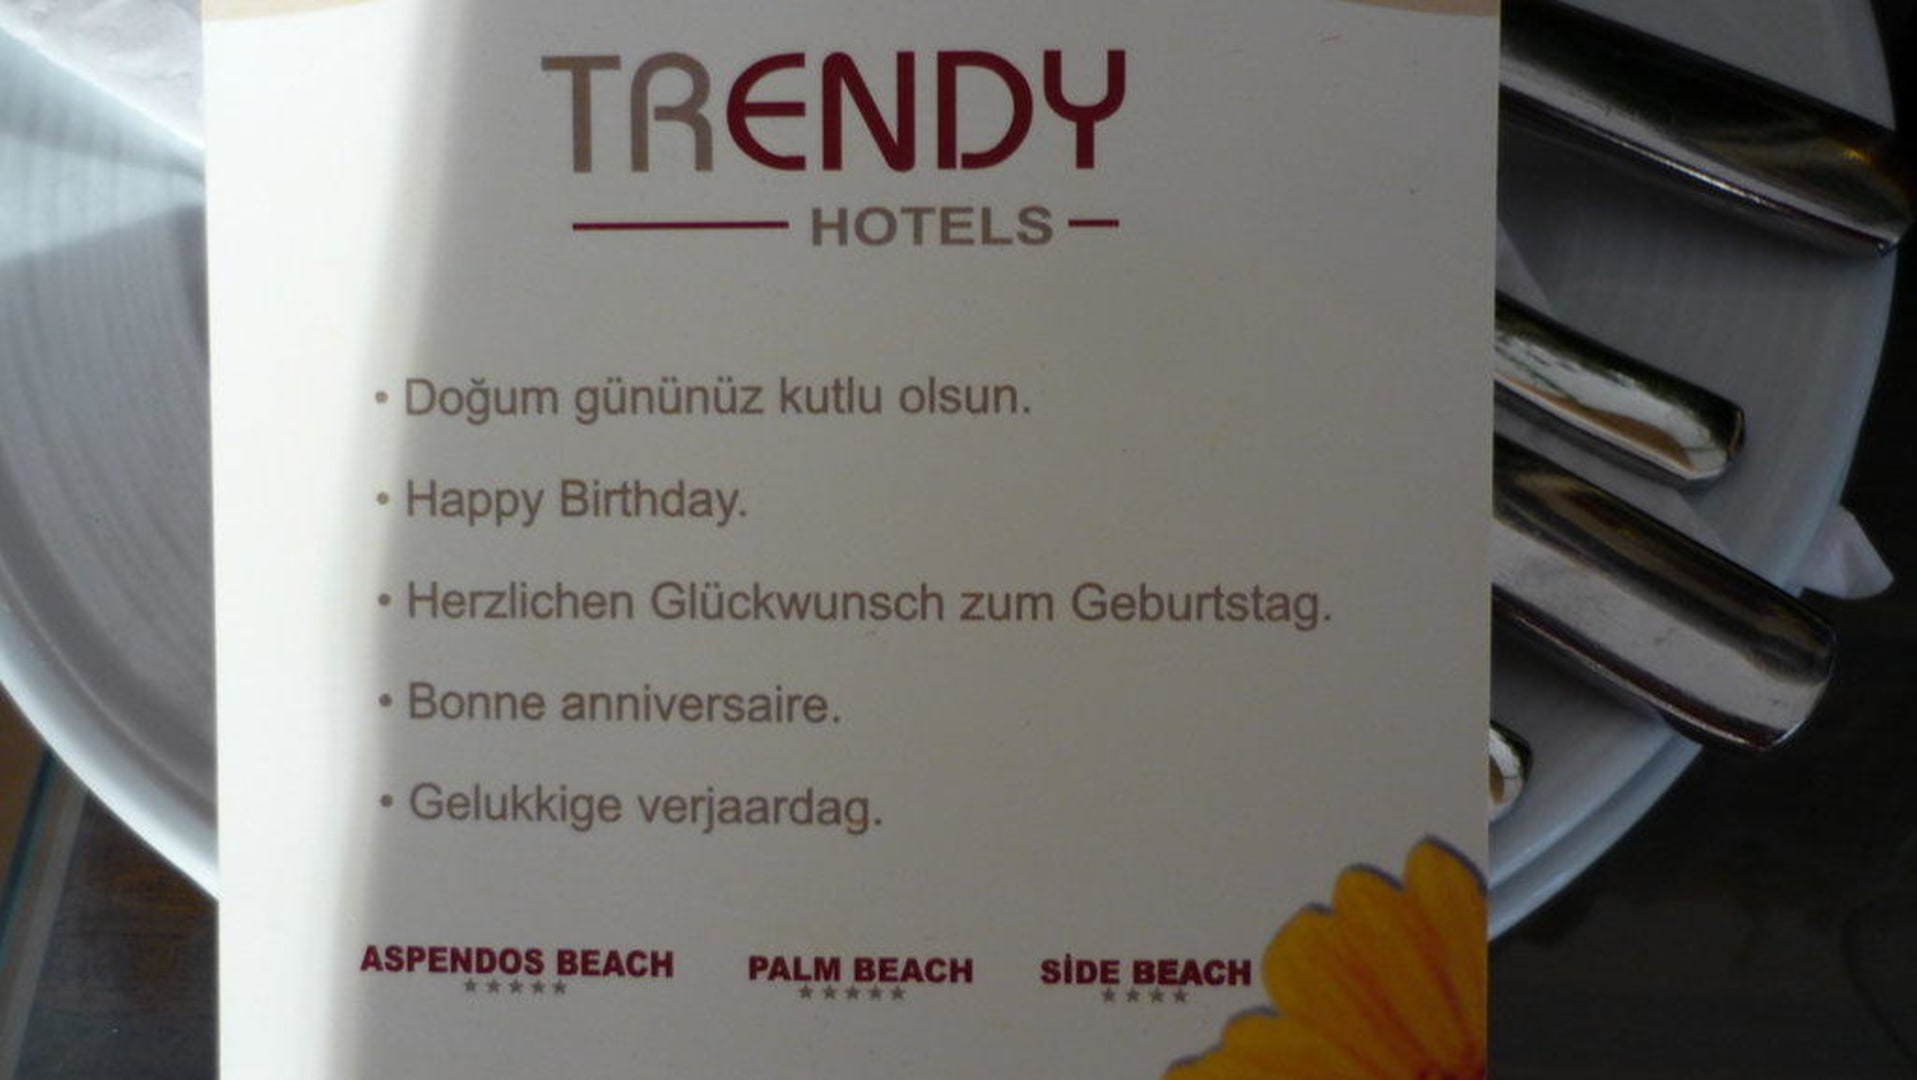 TRENDY
HOTELS
• Doğum gününüz kutlu olsun.
• Happy Birthday.
• Herzlichen Glückwunsch zum Geburtstag.
• Bonne anniversaire.
• Gelukkige verjaardag.
ASPENDOS BEACH PALM BEACH SİDE BEACH
★★★★★ ★★★★★ ★★★★